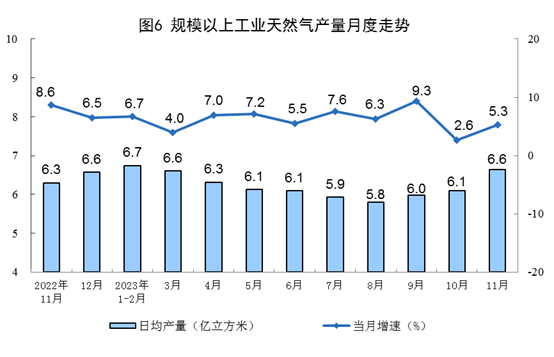 图6 规模以上工业天然气产量月度走势
10
9
8
7
6
5
4
20
10
0
-10
-20
8.6
6.5
6.7
4.0
7.0
7.2
5.5
7.6
6.3
9.3
2.6
5.3
6.3
6.6
6.7
6.6
6.3
6.1
6.1
5.9
5.8
6.0
6.1
6.6
2022年
11月
12月
2023年
1-2月
3月
4月
5月
6月
7月
8月
9月
10月
11月
日均产量（亿立方米）
当月增速（%）